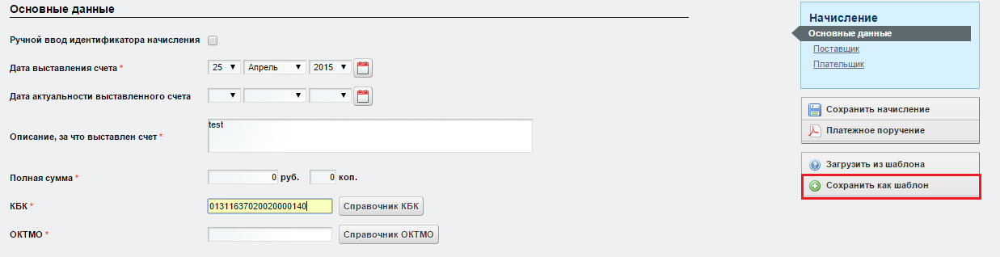 Основные данные
Ручной ввод идентификатора начисления
Дата выставления счета * 25 Апрель 2015
Дата актуальности выставленного счета
Описание, за что выставлен счет * test
Полная сумма * 0 руб. 0 коп.
КБК * 01311637020020000140 Справочник КБК
ОКТМО * Справочник ОКТМО
Начисление
Основные данные
Поставщик
Плательщик
Сохранить начисление
Платежное поручение
Загрузить из шаблона
Сохранить как шаблон